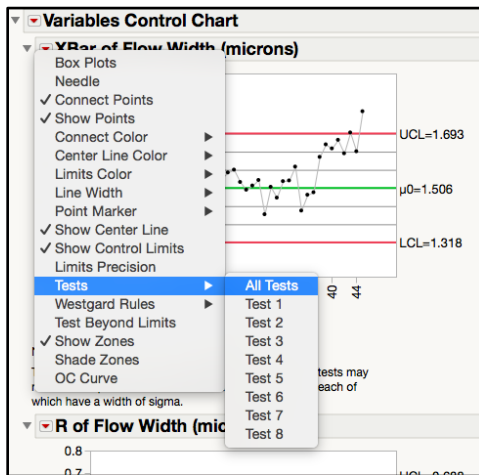 Variables Control Chart
XBar of Flow Width (microns)
Box Plots
Needle
Connect Points
Show Points
Connect Color
Center Line Color
Limits Color
Line Width
Point Marker
Show Center Line
Show Control Limits
Limits Precision
Tests
Westgard Rules
Test Beyond Limits
Show Zones
Shade Zones
OC Curve
All Tests
Test 1
Test 2
Test 3
Test 4
Test 5
Test 6
Test 7
Test 8
UCL=1.693
µ0=1.506
LCL=1.318
40
44
tests may
each of
which have a width of sigma.
R of Flow Width (mic
0.8
0.7